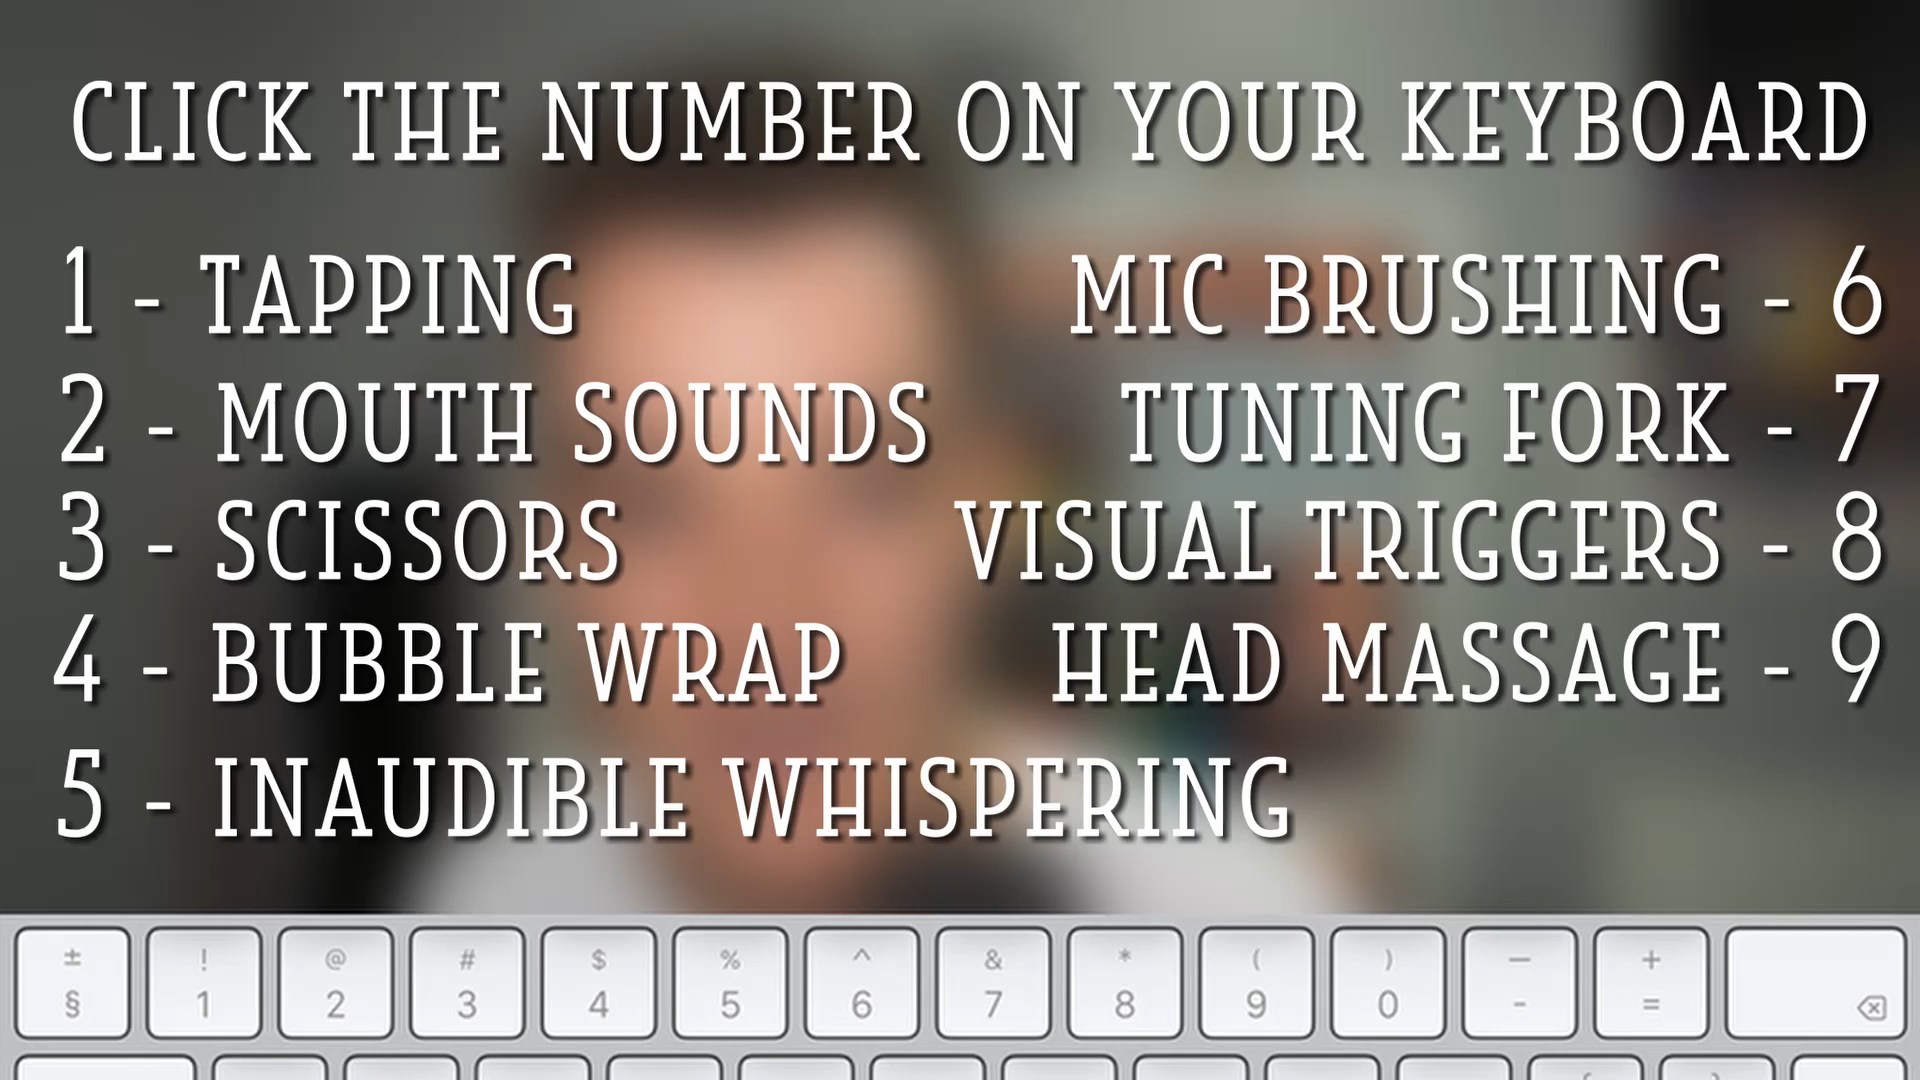 CLICK THE NUMBER ON YOUR KEYBOARD
1 - TAPPING
2 - MOUTH SOUNDS
3 - SCISSORS
4 - BUBBLE WRAP
5 - INAUDIBLE WHISPERING
MIC BRUSHING - 6
TUNING FORK - 7
VISUAL TRIGGERS - 8
HEAD MASSAGE - 9
± ! @ # $ % ^ & * ( ) — +
§ 1 2 3 4 5 6 7 8 9 0 - =